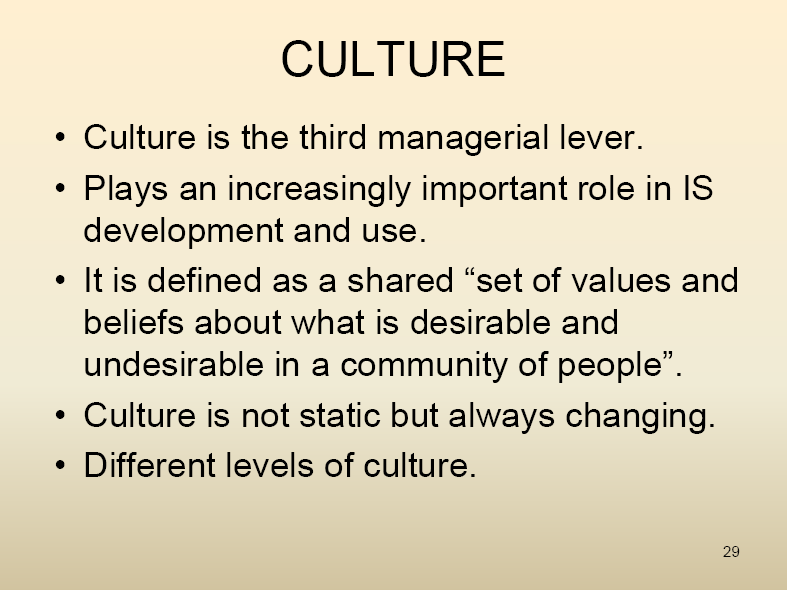 CULTURE
• Culture is the third managerial lever.
• Plays an increasingly important role in IS
development and use.
• It is defined as a shared “set of values and
beliefs about what is desirable and
undesirable in a community of people”.
• Culture is not static but always changing.
• Different levels of culture.
29